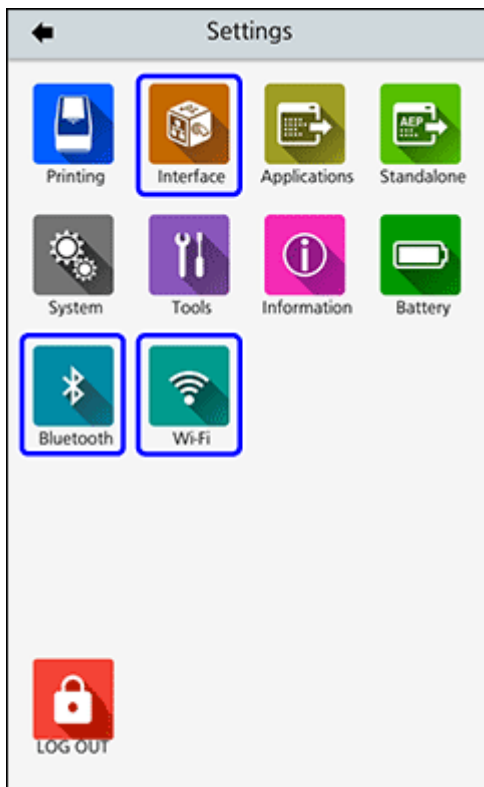 Settings
Printing
Interface
Applications
AEP
Standalone
System
Tools
Information
Battery
Bluetooth
Wi-Fi
LOG OUT